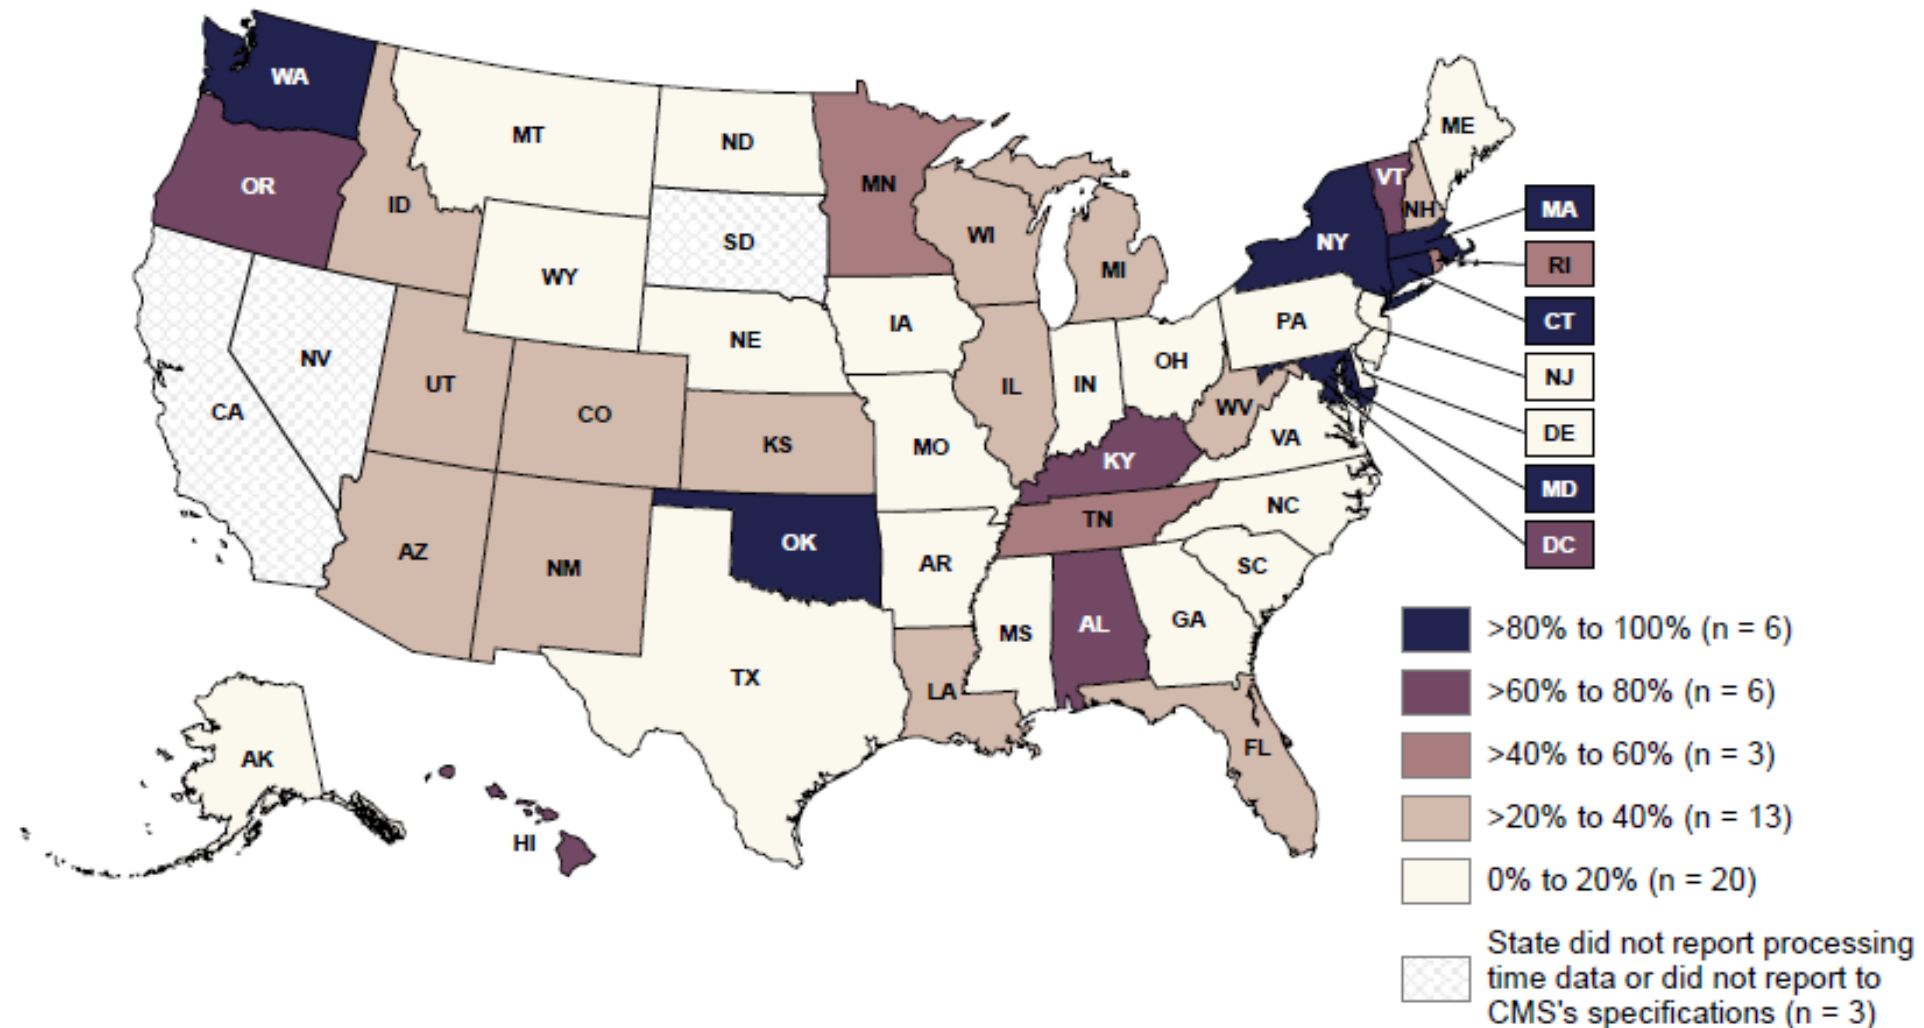 WA
MT
ND
ME
OR
ID
MN
VT
NH
MA
SD
WI
NY
RI
WY
MI
CT
NV
NE
IA
PA
OH
NJ
CA
UT
CO
KS
IL
IN
WV
DE
MO
VA
KY
MD
AZ
NM
OK
AR
TN
NC
DC
SC
TX
MS
AL
GA
LA
FL
AK
HI
>80% to 100% (n = 6)
>60% to 80% (n = 6)
>40% to 60% (n = 3)
>20% to 40% (n = 13)
0% to 20% (n = 20)
State did not report processing
time data or did not report to
CMS's specifications (n = 3)